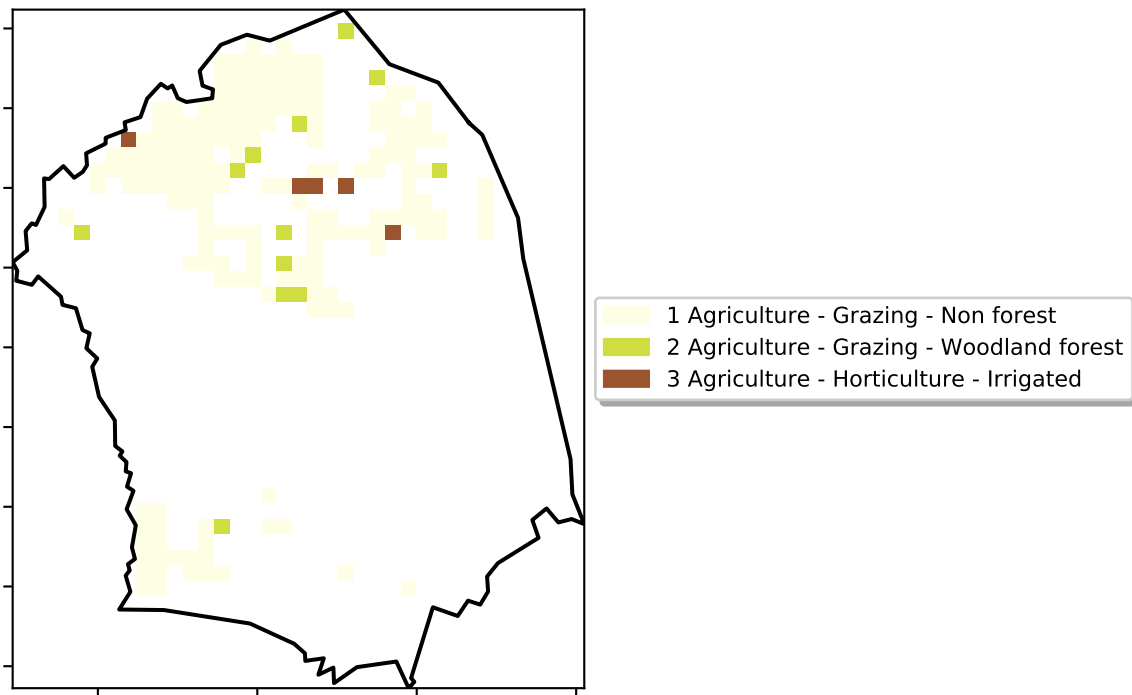 1 Agriculture - Grazing - Non forest
2 Agriculture - Grazing - Woodland forest
3 Agriculture - Horticulture - Irrigated